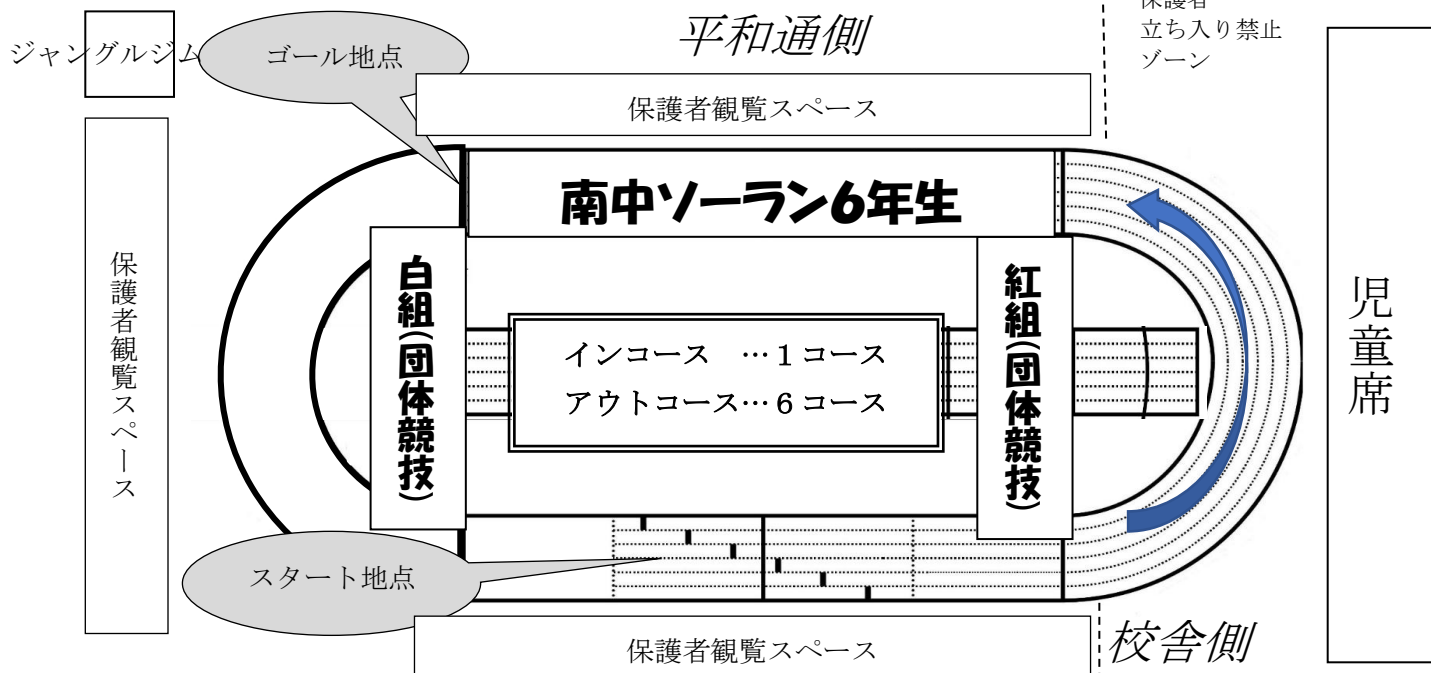 保護者
立ち入り禁止
ゾーン
平和通側
ジャングルジム
ゴール地点
保護者観覧スペース
南中ソーラン6年生
保護者観覧スペース
白組(団体競技)
紅組(団体競技)
児童席
インコース …1コース
アウトコース…6コース
スタート地点
保護者観覧スペース
校舎側